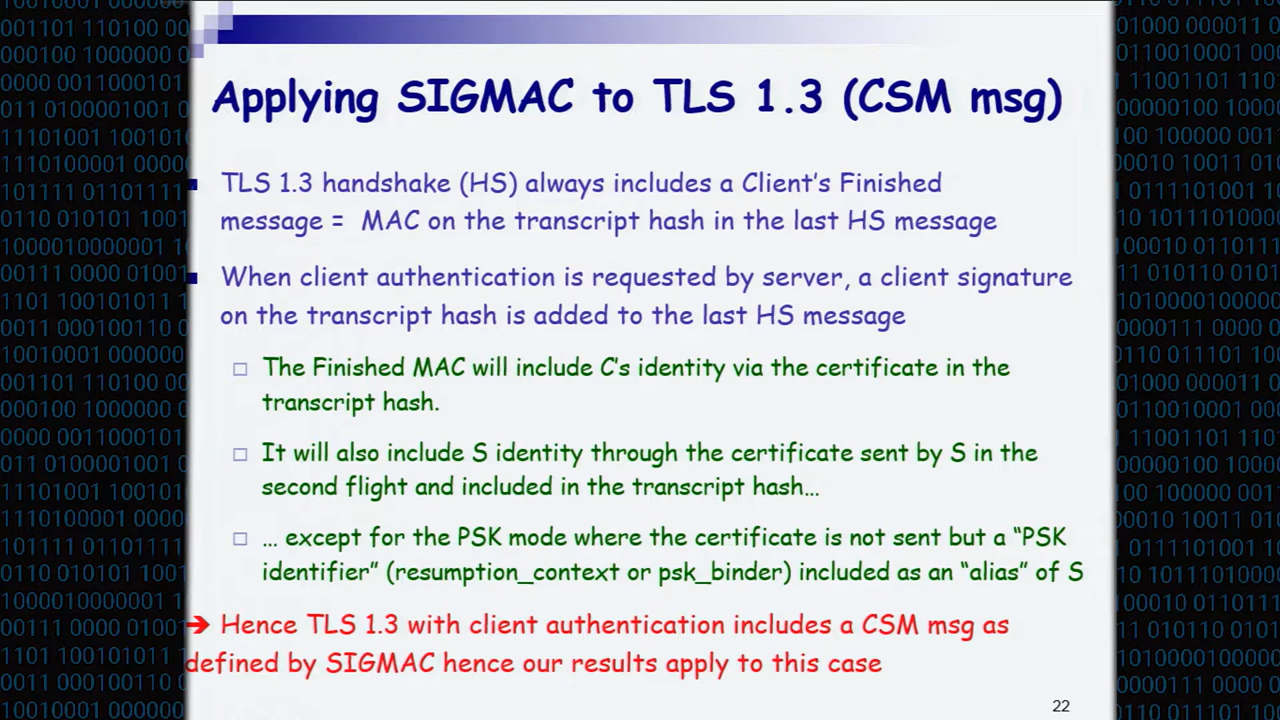 Applying SIGMAC to TLS 1.3 (CSM msg)
TLS 1.3 handshake (HS) always includes a Client's Finished
message = MAC on the transcript hash in the last HS message
When client authentication is requested by server, a client signature
on the transcript hash is added to the last HS message
The Finished MAC will include C's identity via the certificate in the
transcript hash.
It will also include S identity through the certificate sent by S in the
second flight and included in the transcript hash…
… except for the PSK mode where the certificate is not sent but a “PSK
identifier” (resumption_context or psk_binder) included as an “alias” of S
➔ Hence TLS 1.3 with client authentication includes a CSM msg as
defined by SIGMAC hence our results apply to this case
22